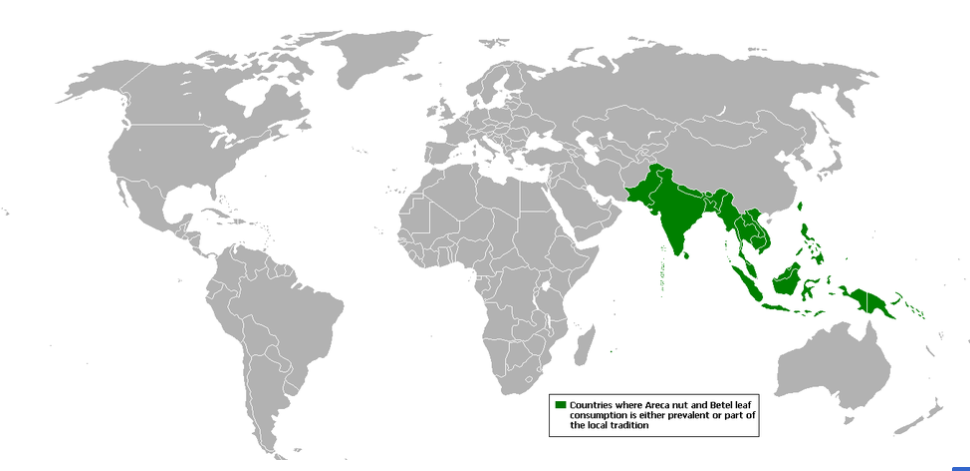 Countries where Areca nut and Betel leaf
consumption is either prevalent or part of
the local tradition